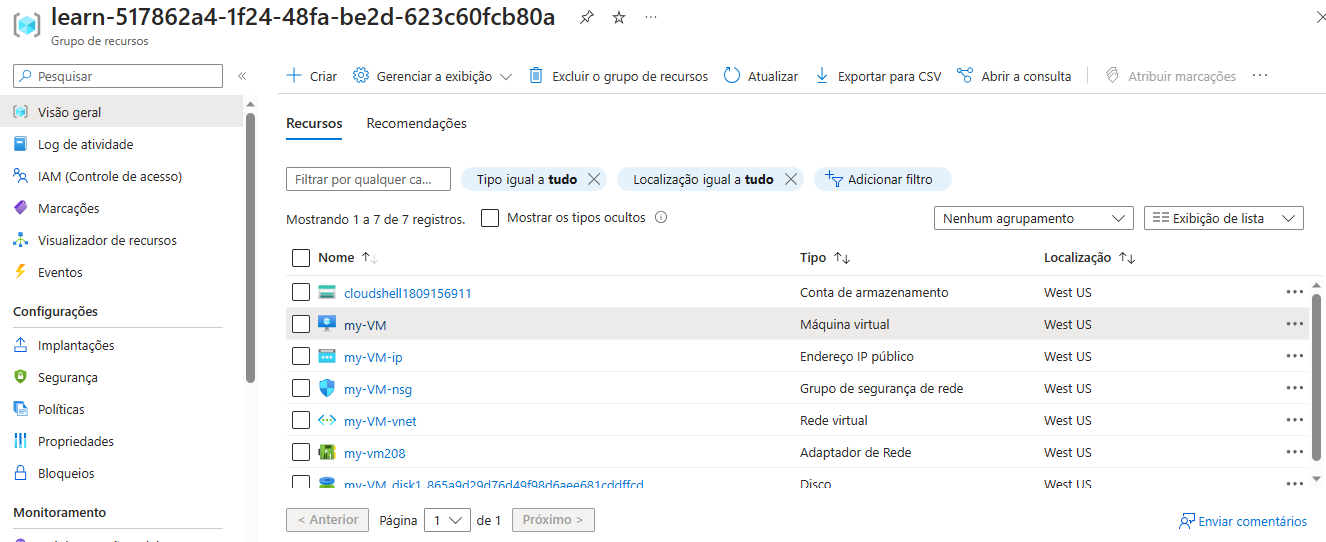 learn-517862a4-1f24-48fa-be2d-623c60fcb80a
Grupo de recursos
Pesquisar
Criar
Gerenciar a exibição
Excluir o grupo de recursos
Atualizar
Exportar para CSV
Abrir a consulta
Atribuir marcações
Visão geral
Log de atividade
IAM (Controle de acesso)
Marcações
Visualizador de recursos
Eventos
Configurações
Implantações
Segurança
Políticas
Propriedades
Bloqueios
Monitoramento
Recursos Recomendações
Filtrar por qualquer ca...
Tipo igual a tudo
Localização igual a tudo
Adicionar filtro
Mostrando 1 a 7 de 7 registros.
Mostrar os tipos ocultos
Nenhum agrupamento
Exibição de lista
Nome Tipo Localização
cloudshell1809156911 Conta de armazenamento West US
my-VM Máquina virtual West US
my-VM-ip Endereço IP público West US
my-VM-nsg Grupo de segurança de rede West US
my-VM-vnet Rede virtual West US
my-vm208 Adaptador de Rede West US
my-VM_disk1_865a9d29d76d49f98d6aee681cddffcd Disco West US
< Anterior Página 1 de 1 Próximo >
Enviar comentários